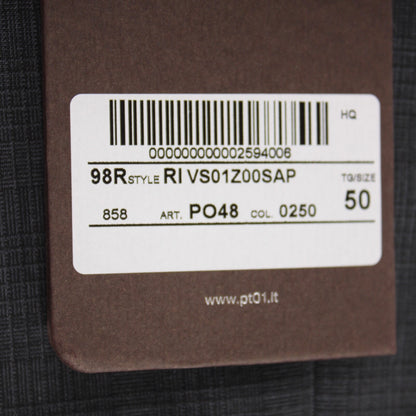 HQ
000000000002594006
98R STYLE RI VS01Z00SAP TG/SIZE
858 ART. PO48 COL. 0250 50
www.pt01.it